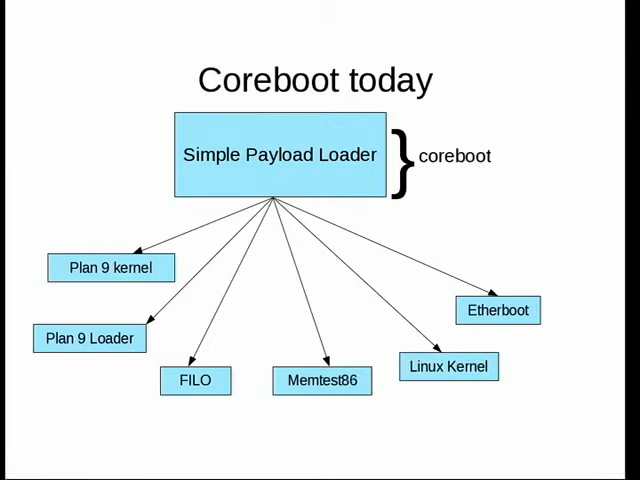 Coreboot today
Simple Payload Loader
coreboot
Plan 9 kernel
Etherboot
Plan 9 Loader
Linux Kernel
FILO
Memtest86